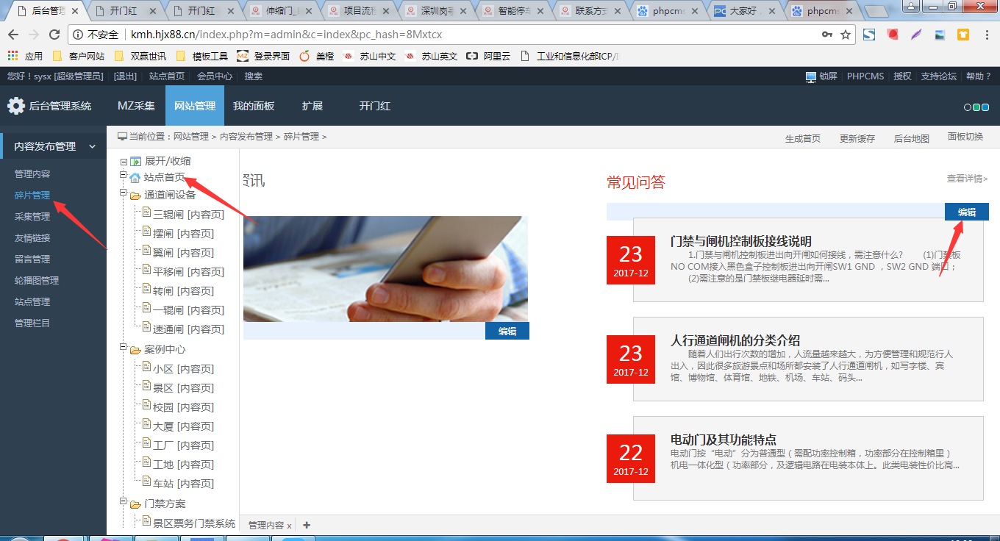 后台管理
开门红
开门红
伸缩门_
项目流程
深圳岗亭
智能停车
联系方式
phpcms
大家好，
phpcms
不安全 kmh.hjx88.cn/index.php?m=admin&c=index&pc_hash=8Mxtcx
应用 客户网站 双赢世讯 模板工具 登录界面 美橙 苏山中文 苏山英文 阿里云 工业和信息化部ICP/
您好！sysx [超级管理员] [退出] 站点首页 会员中心 搜索
锁屏 PHPCMS 授权 支持论坛 帮助？
后台管理系统 MZ采集 网站管理 我的面板 扩展 开门红
内容发布管理
管理内容
碎片管理
采集管理
友情链接
留言管理
轮播图管理
站点管理
管理栏目
当前位置：网站管理 > 内容发布管理 > 碎片管理 >
生成首页 更新缓存 后台地图 面板切换
展开/收缩
站点首页
通道闸设备
三辊闸 [内容页]
摆闸 [内容页]
翼闸 [内容页]
平移闸 [内容页]
转闸 [内容页]
一辊闸 [内容页]
速通闸 [内容页]
案例中心
小区 [内容页]
景区 [内容页]
校园 [内容页]
大厦 [内容页]
工厂 [内容页]
工地 [内容页]
车站 [内容页]
门禁方案
景区票务门禁系统
资讯
编辑
常见问答
查看详情>
编辑
23
2017-12
门禁与闸机控制板接线说明
1.门禁与闸机控制板进出向开闸如何接线，需注意什么? (1)门禁板
NO COM接入黑色盒子控制板进出向开闸SW1 GND ，SW2 GND 端口；
(2)需注意的是门禁板继电器延时需...
23
2017-12
人行通道闸机的分类介绍
随着人们出行次数的增加，人流量越来越大，为方便管理和规范行人
出入，因此很多旅游景点和场所都安装了人行通道闸机，如写字楼、宾
馆、博物馆、体育馆、地铁、机场、车站、码头...
22
2017-12
电动门及其功能特点
电动门按“电动”分为普通型（需配功率控制箱，功率部分在控制箱里）
机电一体化型（功率部分，及逻辑电路在电装本体上。此类电装性价比高...
管理内容 x